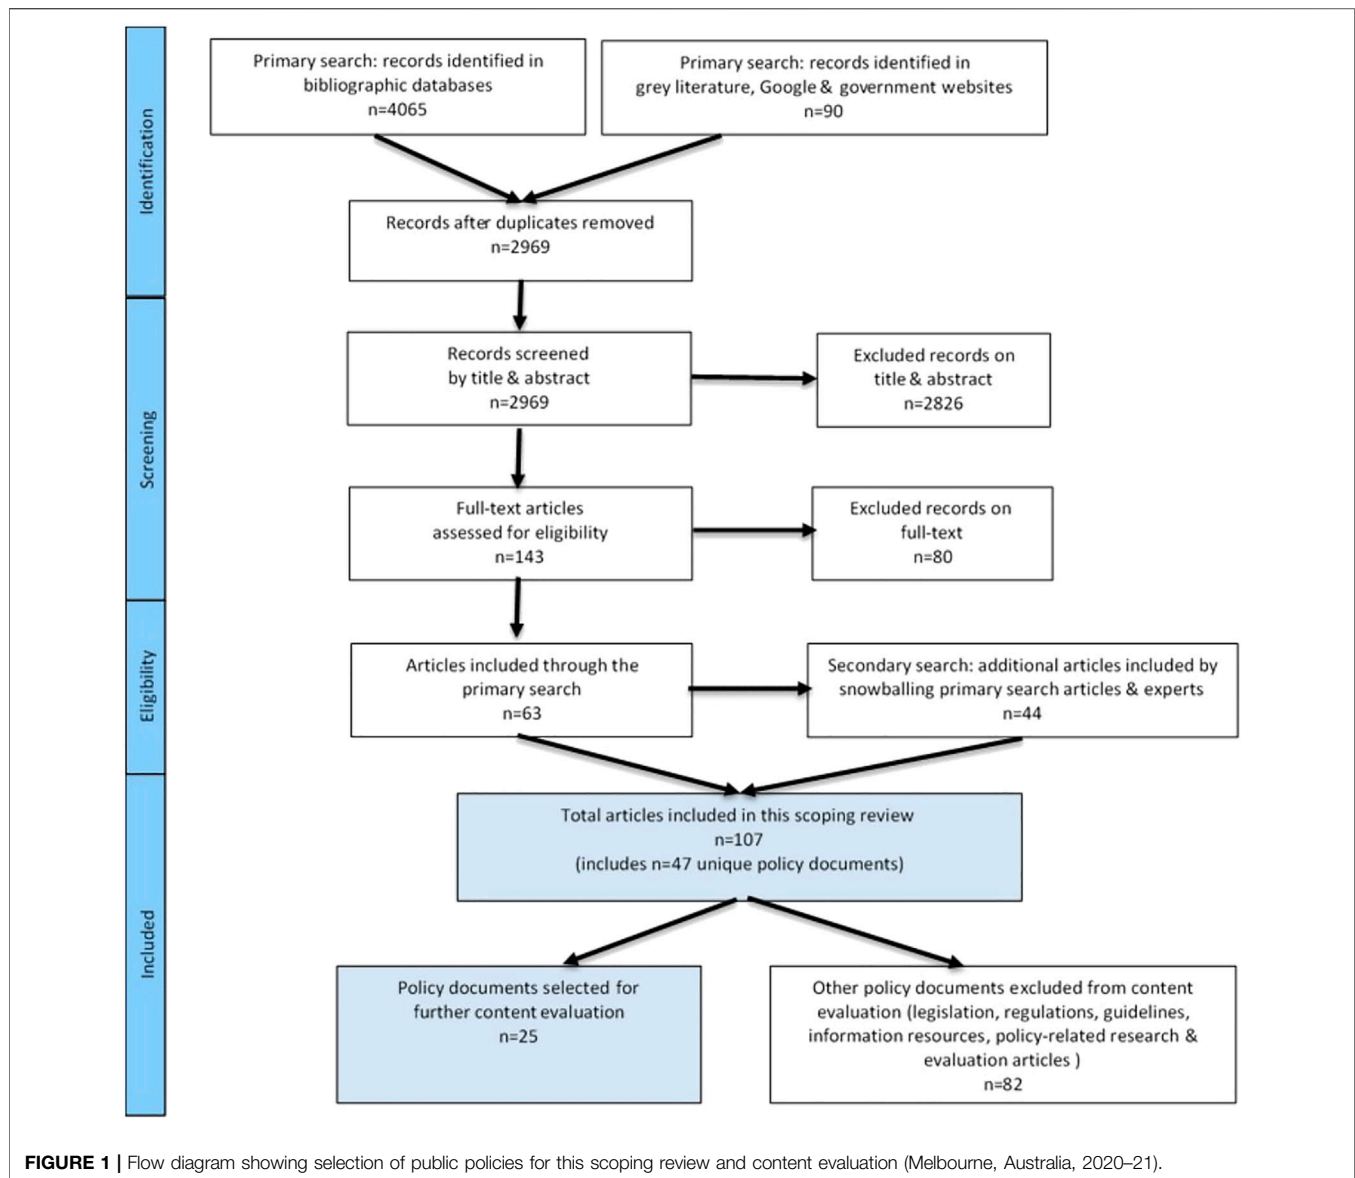 Identification
Primary search: records identified in
bibliographic databases
n=4065
Primary search: records identified in
grey literature, Google & government websites
n=90
Records after duplicates removed
n=2969
Screening
Records screened
by title & abstract
n=2969
Excluded records on
title & abstract
n=2826
Full-text articles
assessed for eligibility
n=143
Excluded records on
full-text
n=80
Eligibility
Articles included through the
primary search
n=63
Secondary search: additional articles included by
snowballing primary search articles & experts
n=44
Included
Total articles included in this scoping review
n=107
(includes n=47 unique policy documents)
Policy documents selected for
further content evaluation
n=25
Other policy documents excluded from content
evaluation (legislation, regulations, guidelines,
information resources, policy-related research &
evaluation articles )
n=82
FIGURE 1 | Flow diagram showing selection of public policies for this scoping review and content evaluation (Melbourne, Australia, 2020–21).